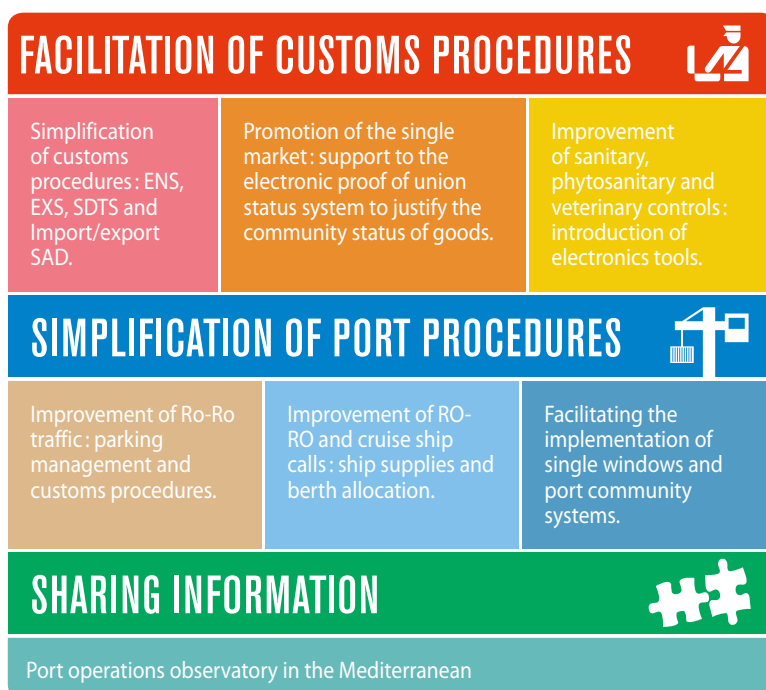 FACILITATION OF CUSTOMS PROCEDURES
Simplification
of customs
procedures: ENS,
EXS, SDTS and
Import/export
SAD.
Promotion of the single
market: support to the
electronic proof of union
status system to justify the
community status of goods.
Improvement
of sanitary,
phytosanitary and
veterinary controls:
introduction of
electronics tools.
SIMPLIFICATION OF PORT PROCEDURES
Improvement of Ro-Ro
traffic: parking
management and
customs procedures.
Improvement of RO-
RO and cruise ship
calls: ship supplies and
berth allocation.
Facilitating the
implementation of
single windows and
port community
systems.
SHARING INFORMATION
Port operations observatory in the Mediterranean